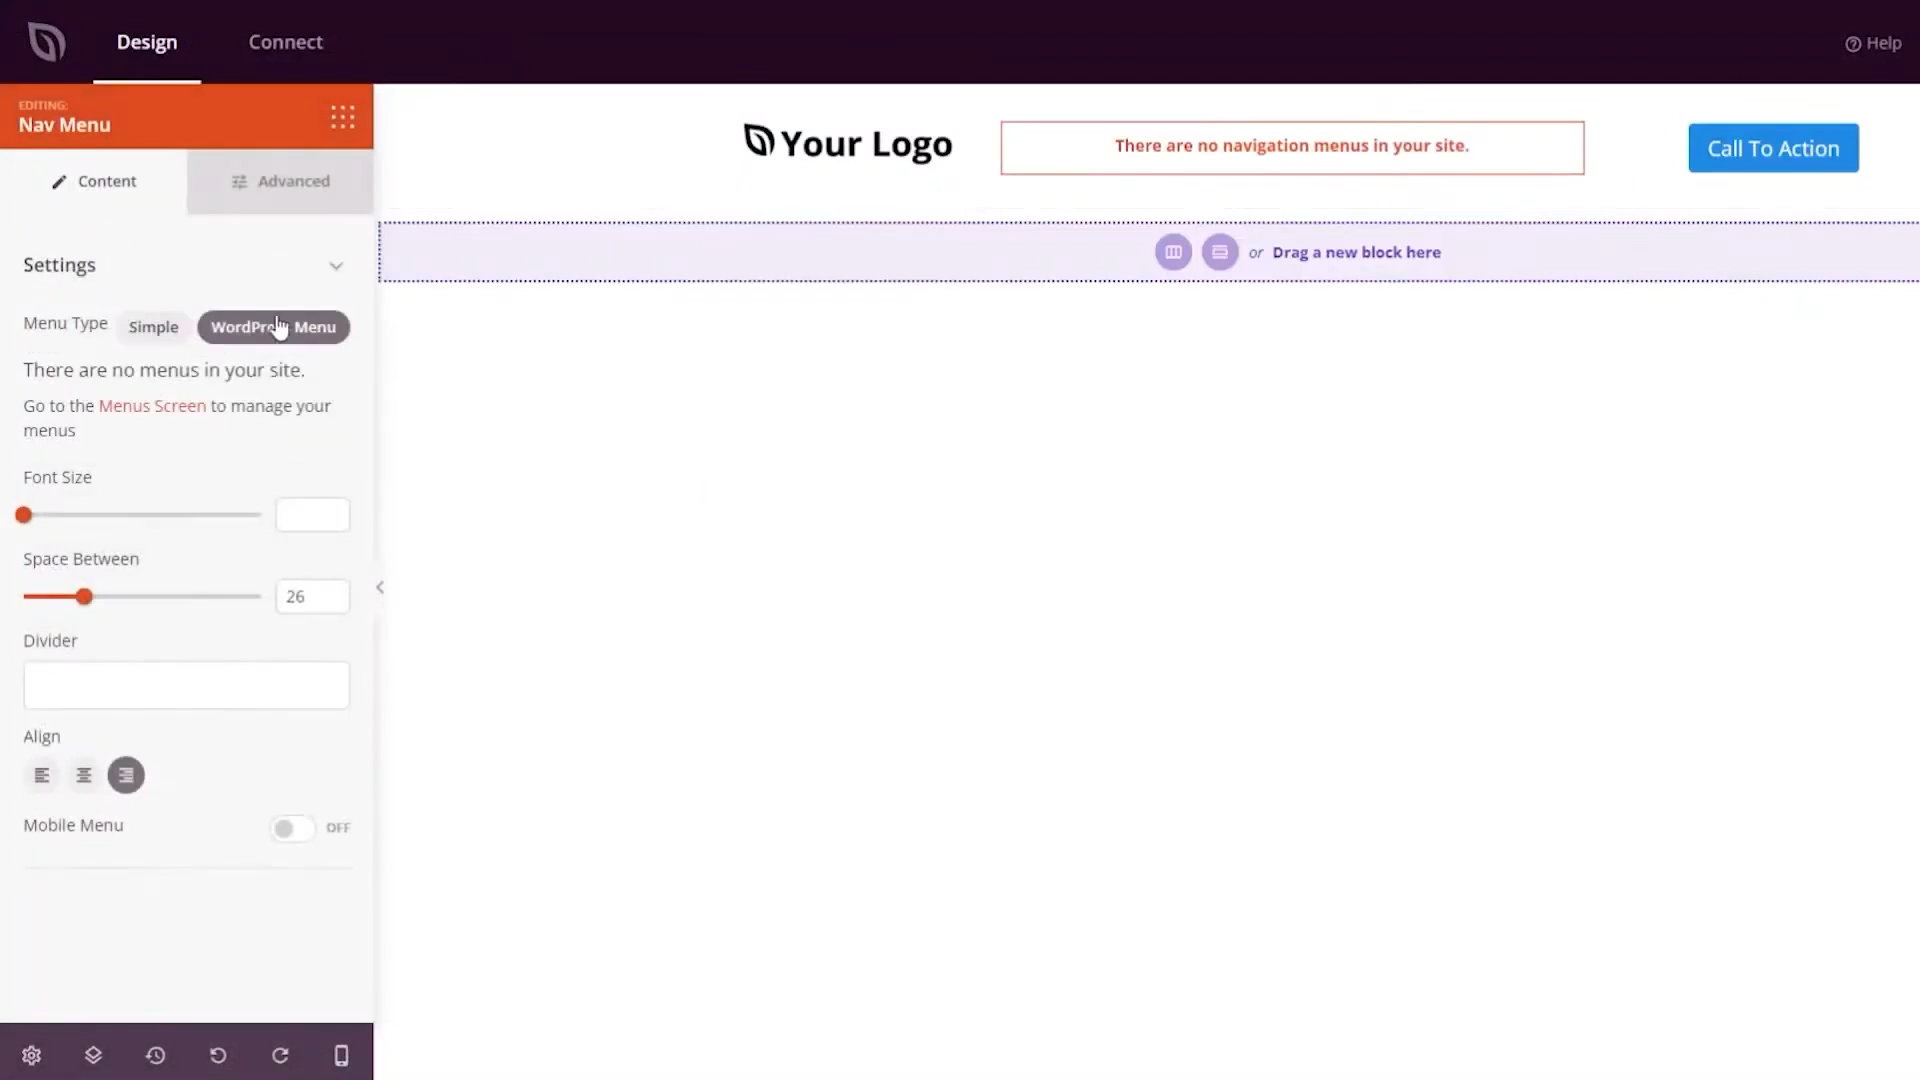 Design
Connect
Help
EDITING:
Nav Menu
Content
Advanced
Your Logo
There are no navigation menus in your site.
Call To Action
or Drag a new block here
Settings
Menu Type
Simple
WordPre Menu
There are no menus in your site.
Go to the Menus Screen to manage your
menus
Font Size
Space Between
26
Divider
Align
Mobile Menu
OFF